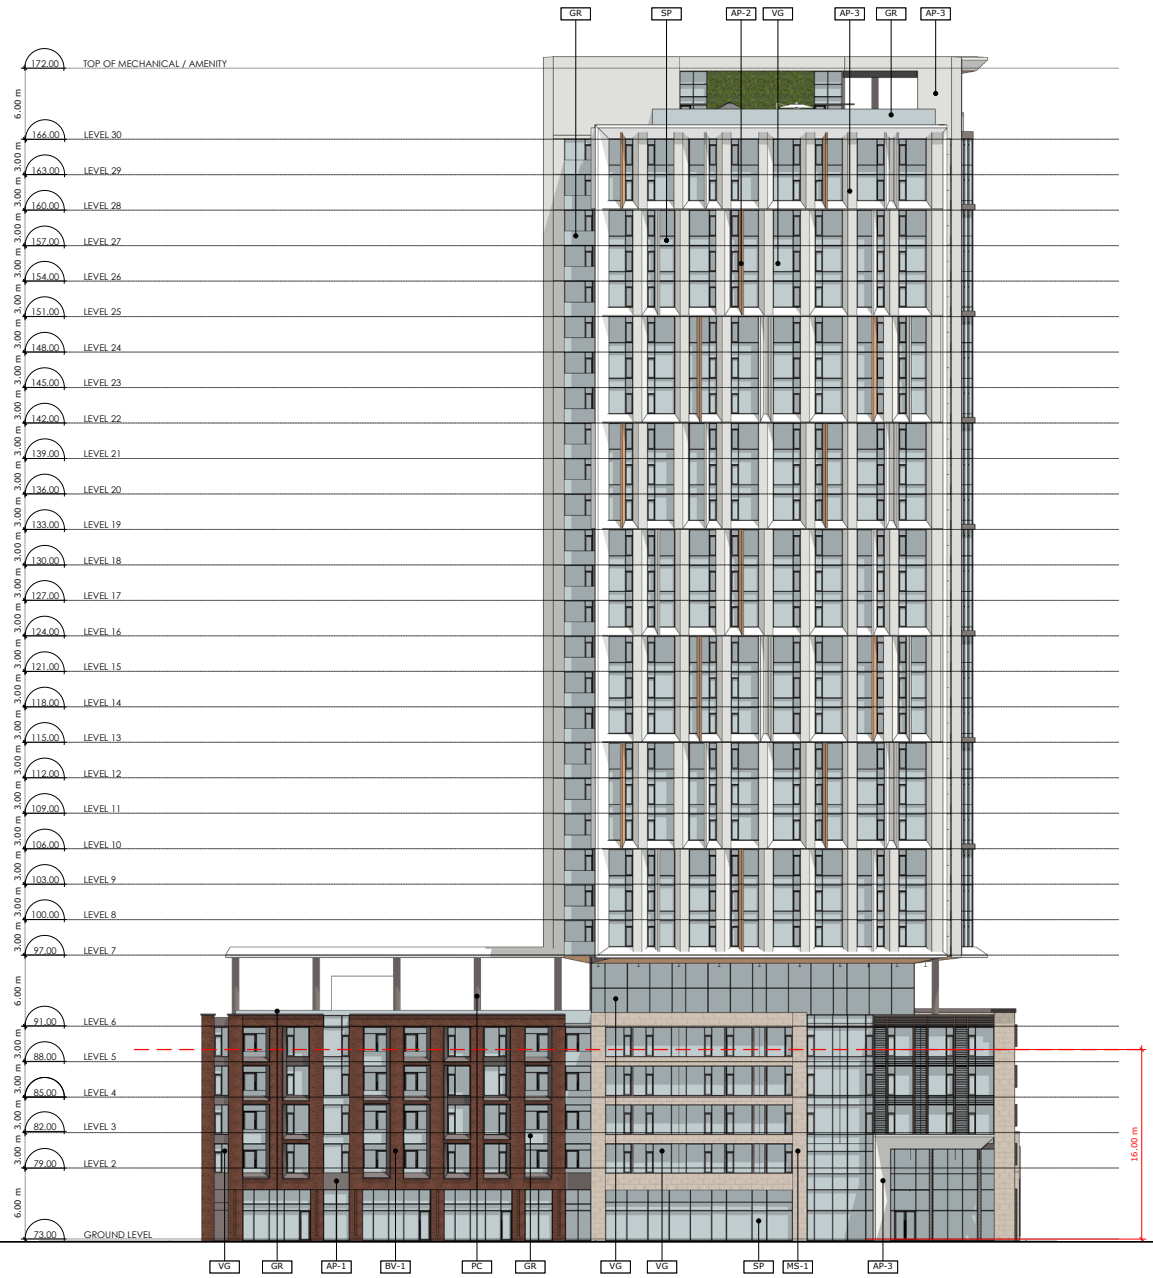 GR SP AP-2 VG AP-3 GR AP-3
172.00 TOP OF MECHANICAL / AMENITY
6.00 m
166.00 LEVEL 30
3.00 m
163.00 LEVEL 29
3.00 m
160.00 LEVEL 28
3.00 m
157.00 LEVEL 27
3.00 m
154.00 LEVEL 26
3.00 m
151.00 LEVEL 25
3.00 m
148.00 LEVEL 24
3.00 m
145.00 LEVEL 23
3.00 m
142.00 LEVEL 22
3.00 m
139.00 LEVEL 21
3.00 m
136.00 LEVEL 20
3.00 m
133.00 LEVEL 19
3.00 m
130.00 LEVEL 18
3.00 m
127.00 LEVEL 17
3.00 m
124.00 LEVEL 16
3.00 m
121.00 LEVEL 15
3.00 m
118.00 LEVEL 14
3.00 m
115.00 LEVEL 13
3.00 m
112.00 LEVEL 12
3.00 m
109.00 LEVEL 11
3.00 m
106.00 LEVEL 10
3.00 m
103.00 LEVEL 9
3.00 m
100.00 LEVEL 8
3.00 m
97.00 LEVEL 7
6.00 m
91.00 LEVEL 6
3.00 m
88.00 LEVEL 5
3.00 m
85.00 LEVEL 4
3.00 m
82.00 LEVEL 3
3.00 m
79.00 LEVEL 2
6.00 m
73.00 GROUND LEVEL
16.00 m
VG GR AP-1 BV-1 PC GR VG VG SP MS-1 AP-3